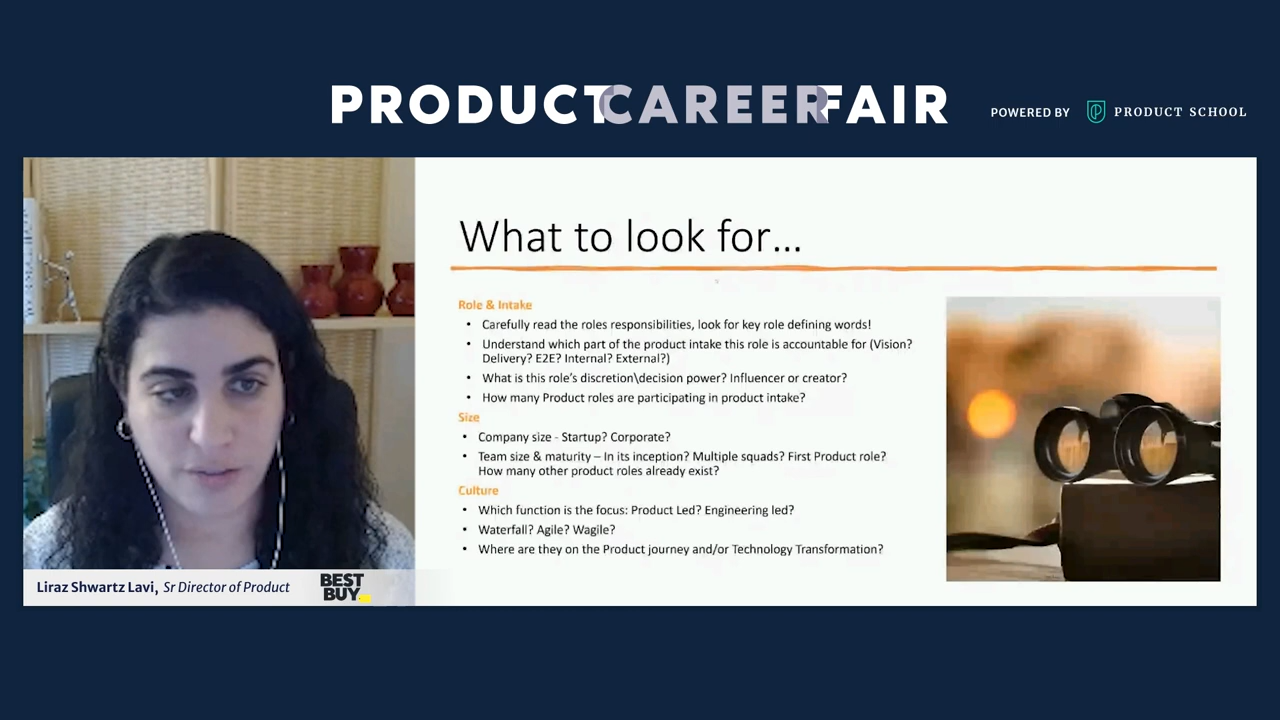 PRODUCTCAREERFAIR
POWERED BY PRODUCT SCHOOL
What to look for...
Role & Intake
• Carefully read the roles responsibilities, look for key role defining words!
• Understand which part of the product intake this role is accountable for (Vision?
Delivery? E2E? Internal? External?)
• What is this role's discretion\decision power? Influencer or creator?
• How many Product roles are participating in product intake?
Size
• Company size - Startup? Corporate?
• Team size & maturity – In its inception? Multiple squads? First Product role?
How many other product roles already exist?
Culture
• Which function is the focus: Product Led? Engineering led?
• Waterfall? Agile? Wagile?
• Where are they on the Product journey and/or Technology Transformation?
Liraz Shwartz Lavi, Sr Director of Product
BEST
BUY